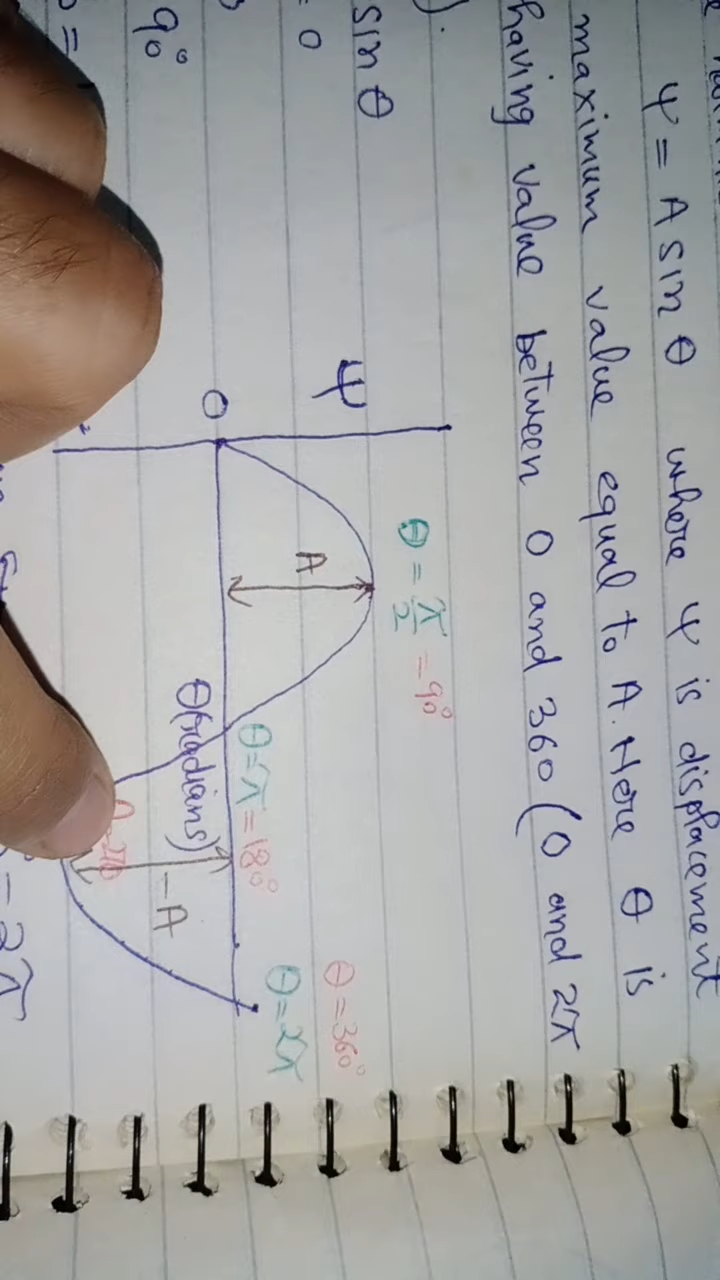 ψ = A sin θ where ψ is displacement
maximum value equal to A. Here θ is
having value between 0 and 360 (0 and 2π
).
sin θ
= 0
90°
ψ
O
A
θ = π/2 = 90°
θ = π = 180°
θ (radians)
-A
θ = 360°
θ = 2π
= 2π